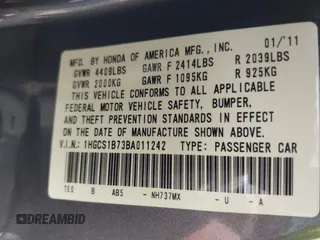 MFD. BY HONDA OF AMERICA MFG., INC. 01/'11
GVWR 4409LBS GAWR F 2414LBS R 2039LBS
GVWR 2000KG GAWR F 1095KG R 925KG
THIS VEHICLE CONFORMS TO ALL APPLICABLE
FEDERAL MOTOR VEHICLE SAFETY, BUMPER,
AND THEFT PREVENTION STANDARDS IN EFFECT ON
THE DATE OF MANUFACTURE SHOWN ABOVE.
V.I.N.: 1HGCS1B73BA011242 TYPE: PASSENGER CAR
TE0 B AB5 - NH737MX - U - A
© DREAMBID